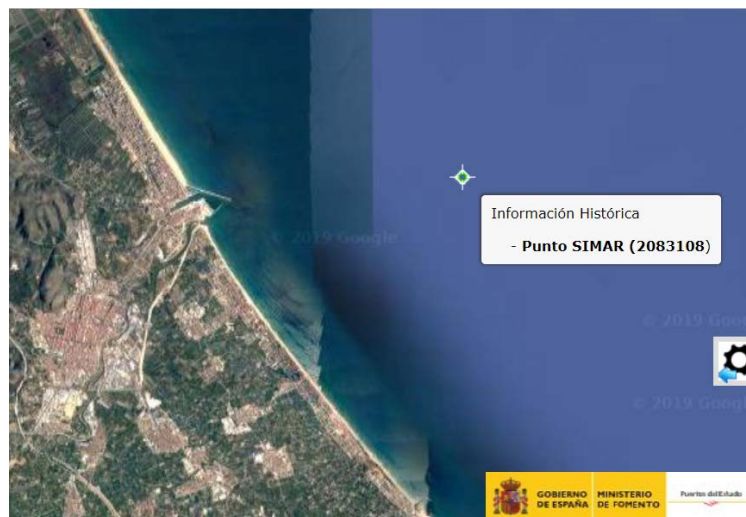 Información Histórica
- Punto SIMAR (2083108)
© 2019 Google
© 2019 Goog
© 2019 Googl
GOBIERNO
DE ESPAÑA
MINISTERIO
DE FOMENTO
Puertos del Estado